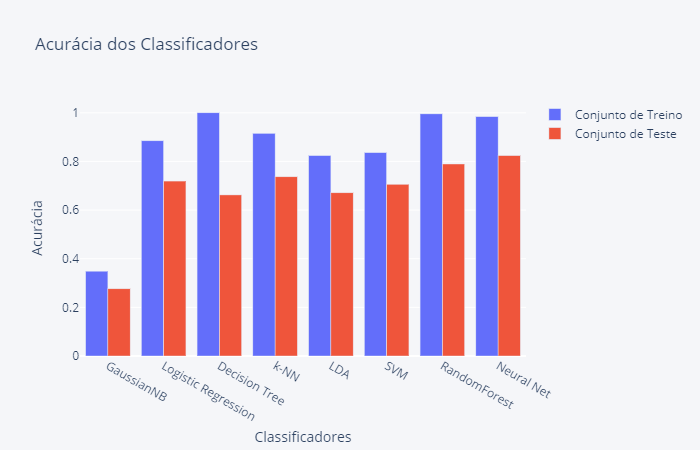 Acurácia dos Classificadores
Conjunto de Treino
Conjunto de Teste
Acurácia
1
0.8
0.6
0.4
0.2
0
GaussianNB
Logistic Regression
Decision Tree
k-NN
LDA
SVM
RandomForest
Neural Net
Classificadores